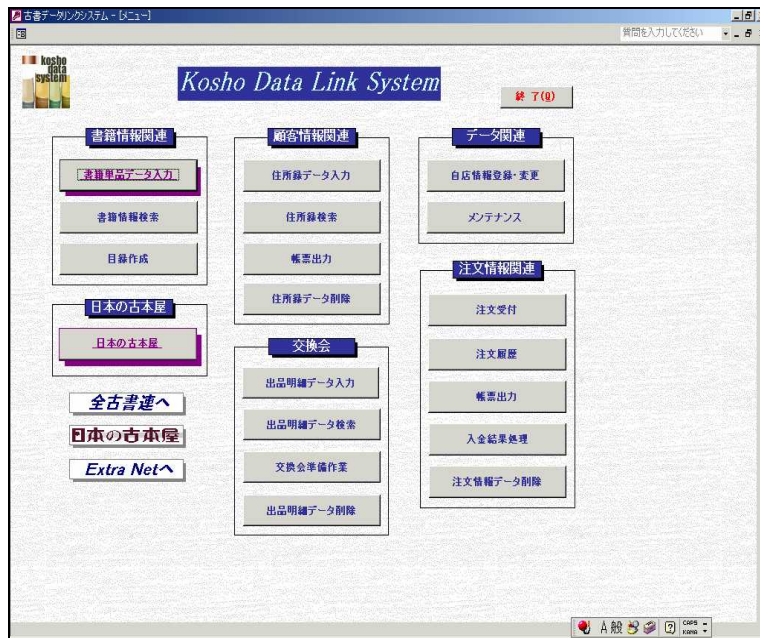 古書データリンクシステム - [メニュー]
質問を入力してください
kosho
data
system
Kosho Data Link System
終 了(Q)
書籍情報関連
書籍単品データ入力
書籍情報検索
目録作成
日本の古本屋
日本の古本屋
全古書連へ
日本の古本屋
Extra Netへ
顧客情報関連
住所録データ入力
住所録検索
帳票出力
住所録データ削除
交換会
出品明細データ入力
出品明細データ検索
交換会準備作業
出品明細データ削除
データ関連
自店情報登録・変更
メンテナンス
注文情報関連
注文受付
注文履歴
帳票出力
入金結果処理
注文情報データ削除
A 般
CAPS
KANA